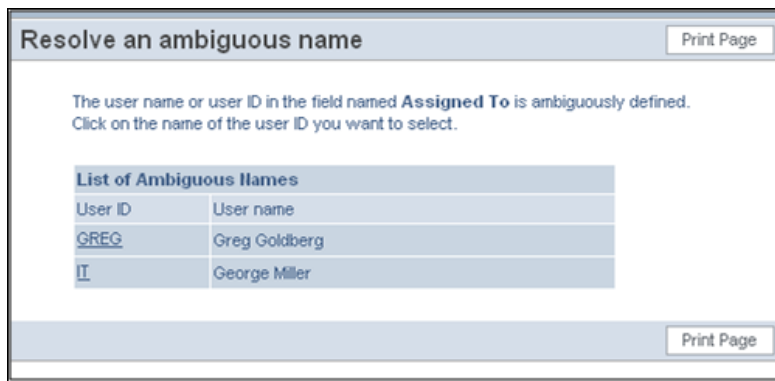 Resolve an ambiguous name
Print Page
The user name or user ID in the field named Assigned To is ambiguously defined.
Click on the name of the user ID you want to select.
List of Ambiguous Names
User ID User name
GREG Greg Goldberg
IT George Miller
Print Page